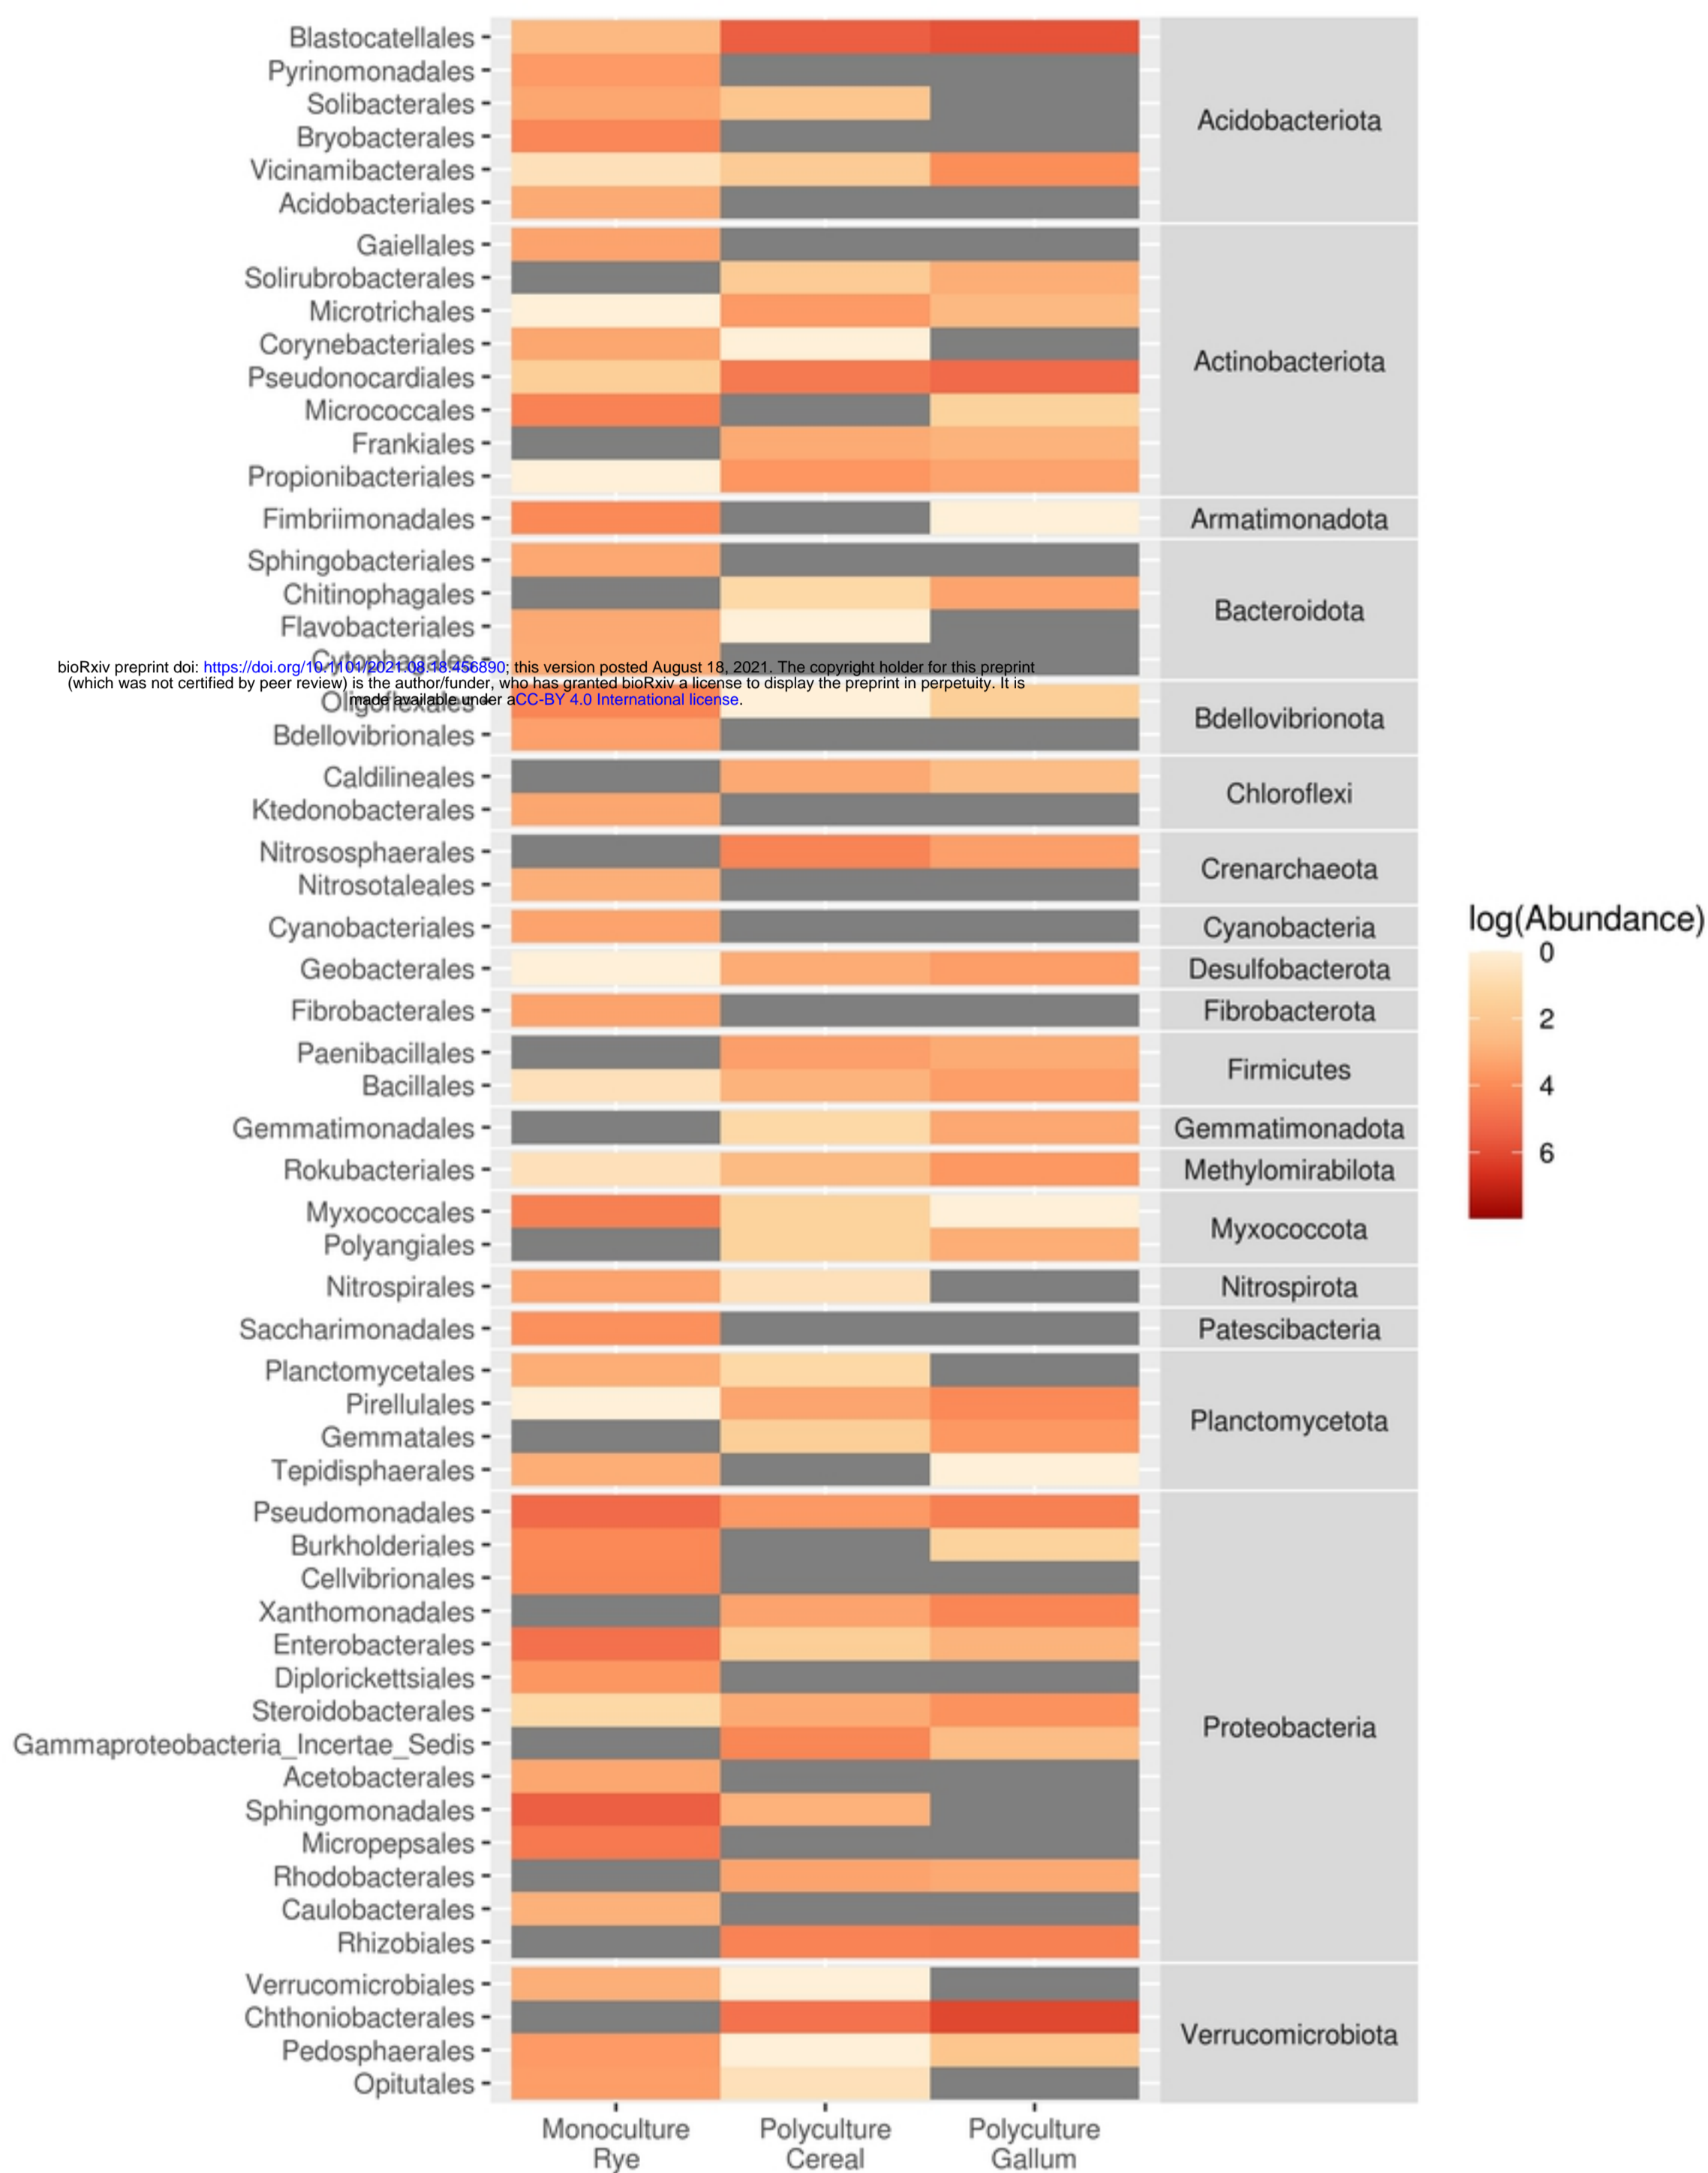 Blastocatellales
Pyrinomonadales
Solibacterales
Bryobacterales
Vicinamibacterales
Acidobacteriales
Acidobacteriota
Gaiellales
Solirubrobacterales
Microtrichales
Corynebacteriales
Pseudonocardiales
Micrococcales
Frankiales
Propionibacteriales
Actinobacteriota
Fimbriimonadales
Armatimonadota
Sphingobacteriales
Chitinophagales
Flavobacteriales
Cytophagales
Bacteroidota
bioRxiv preprint doi: https://doi.org/10.1101/2021.08.18.456890; this version posted August 18, 2021. The copyright holder for this preprint
(which was not certified by peer review) is the author/funder, who has granted bioRxiv a license to display the preprint in perpetuity. It is
made available under aCC-BY 4.0 International license.
Oligoflexales
Bdellovibrionales
Bdellovibrionota
Caldilineales
Ktedonobacterales
Chloroflexi
Nitrososphaerales
Nitrosotaleales
Crenarchaeota
Cyanobacteriales
Cyanobacteria
Geobacterales
Desulfobacterota
Fibrobacterales
Fibrobacterota
Paenibacillales
Bacillales
Firmicutes
Gemmatimonadales
Gemmatimonadota
Rokubacteriales
Methylomirabilota
Myxococcales
Polyangiales
Myxococcota
Nitrospirales
Nitrospirota
Saccharimonadales
Patescibacteria
Planctomycetales
Pirellulales
Gemmatales
Tepidisphaerales
Planctomycetota
Pseudomonadales
Burkholderiales
Cellvibrionales
Xanthomonadales
Enterobacterales
Diplorickettsiales
Steroidobacterales
Gammaproteobacteria_Incertae_Sedis
Acetobacterales
Sphingomonadales
Micropepsales
Rhodobacterales
Caulobacterales
Rhizobiales
Proteobacteria
Verrucomicrobiales
Chthoniobacterales
Pedosphaerales
Opitutales
Verrucomicrobiota
Monoculture
Rye
Polyculture
Cereal
Polyculture
Gallum
log(Abundance)
0
2
4
6